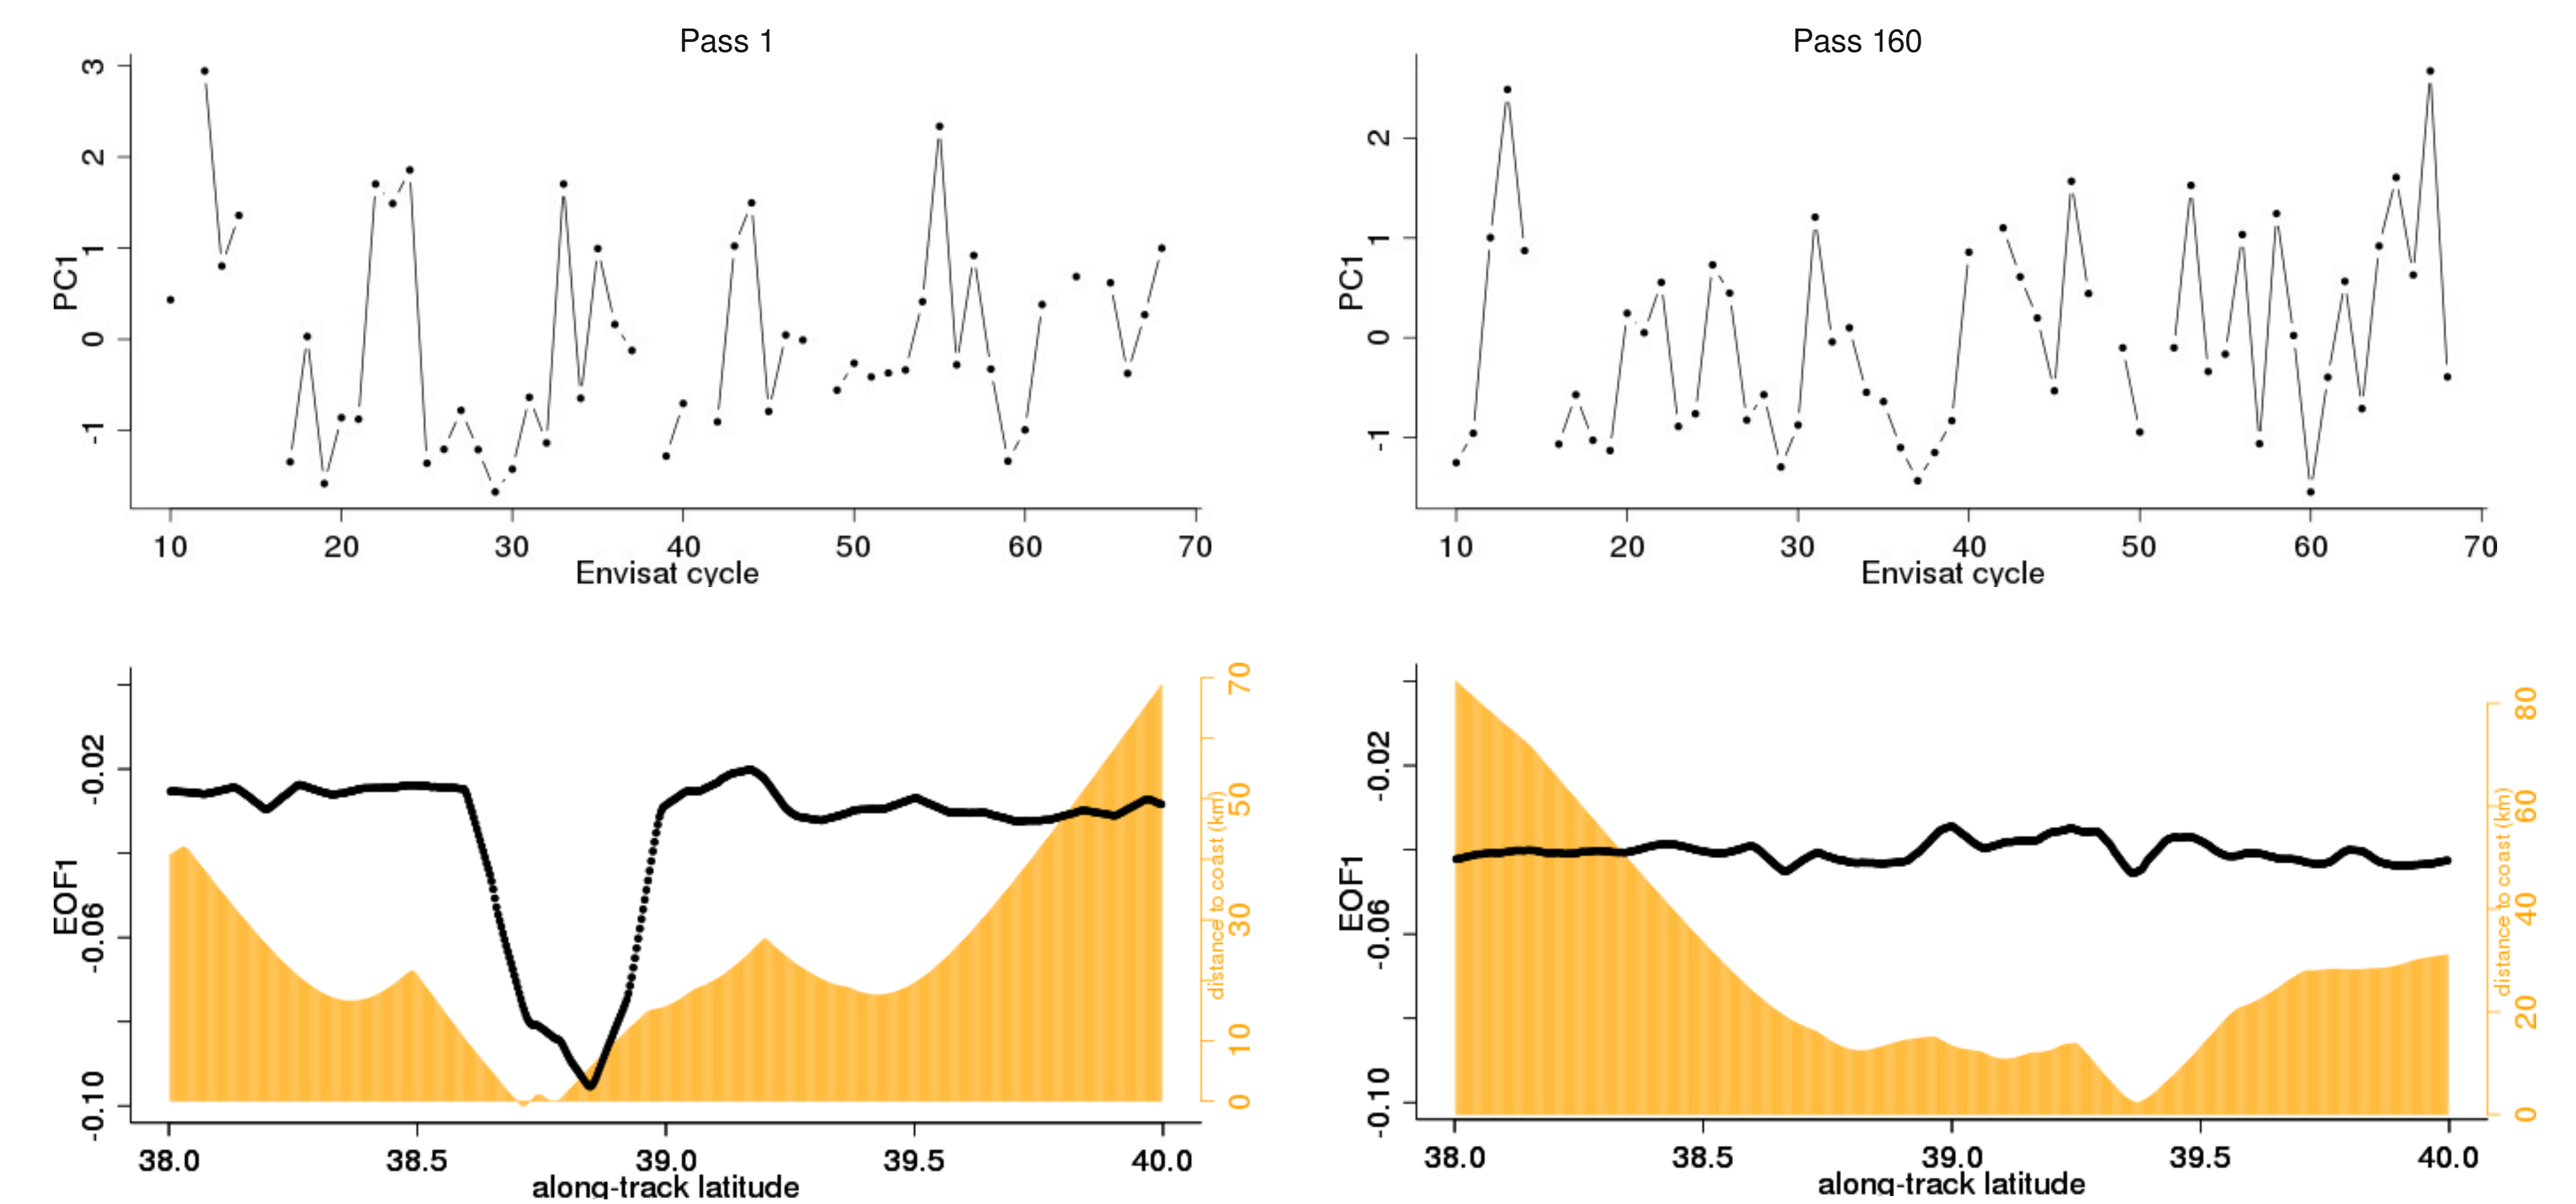 Pass 1
3
2
1
0
-1
PC1
10 20 30 40 50 60 70
Envisat cycle
Pass 160
2
1
0
-1
PC1
10 20 30 40 50 60 70
Envisat cycle
-0.02
-0.06
-0.10
EOF1
70
50
30
10
0
distance to coast (km)
38.0 38.5 39.0 39.5 40.0
along-track latitude
-0.02
-0.06
-0.10
EOF1
80
60
40
20
0
distance to coast (km)
38.0 38.5 39.0 39.5 40.0
along-track latitude